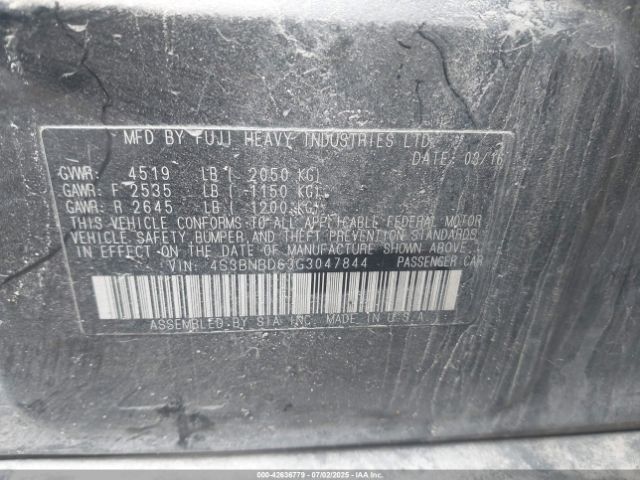 MFD BY FUJI HEAVY INDUSTRIES LTD.
DATE: 03/16
GVWR: 4519 LB ( 2050 KG)
GAWR: F 2535 LB ( 1150 KG)
GAWR: R 2645 LB ( 1200 KG)
THIS VEHICLE CONFORMS TO ALL APPLICABLE FEDERAL MOTOR
VEHICLE SAFETY, BUMPER, AND THEFT PREVENTION STANDARDS
IN EFFECT ON THE DATE OF MANUFACTURE SHOWN ABOVE.
VIN: 4S3BNBD63G3047844 PASSENGER CAR
ASSEMBLED BY SIA INC. MADE IN U.S.A.
000-42636779 | 07/02/2025 | IAAI.COM